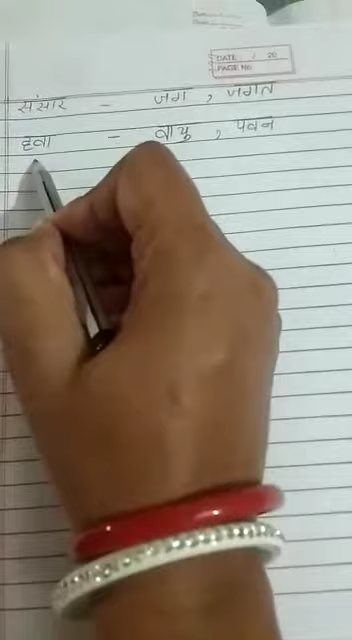 DATE / 20
PAGE No
संसार - जग , जगत
हवा - वायु , पवन